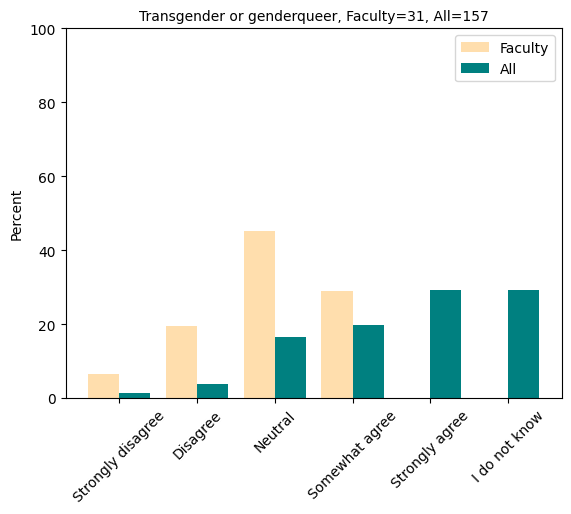 Transgender or genderqueer, Faculty=31, All=157
100
80
60
40
20
0
Percent
Faculty
All
Strongly disagree
Disagree
Neutral
Somewhat agree
Strongly agree
I do not know